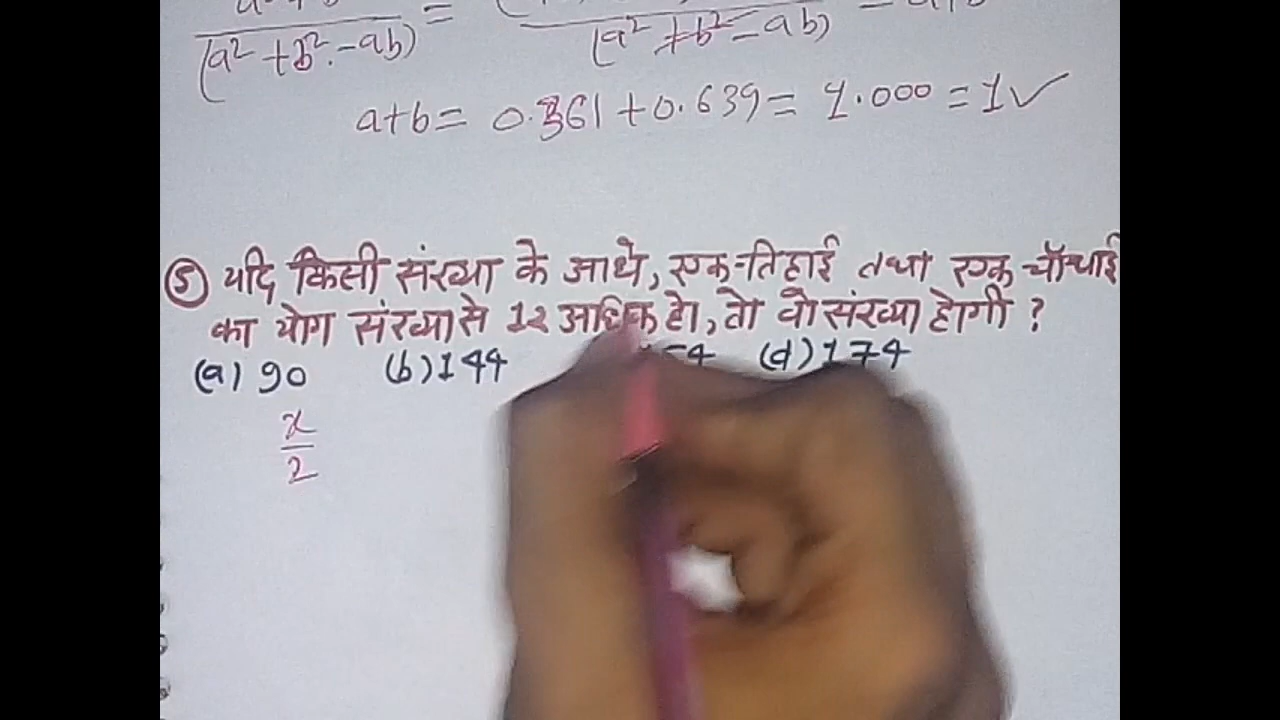 (a² + b² - ab) = (a² + b² - ab)
a+b = 0.361 + 0.639 = 1.000 = 1 ✓
⑤ यदि किसी संख्या के आधे, एक-तिहाई तथा एक चौथाई
का योग संख्या से 12 अधिक हो, तो वो संख्या होगी ?
(a) 90 (b) 144 (d) 174
x
2